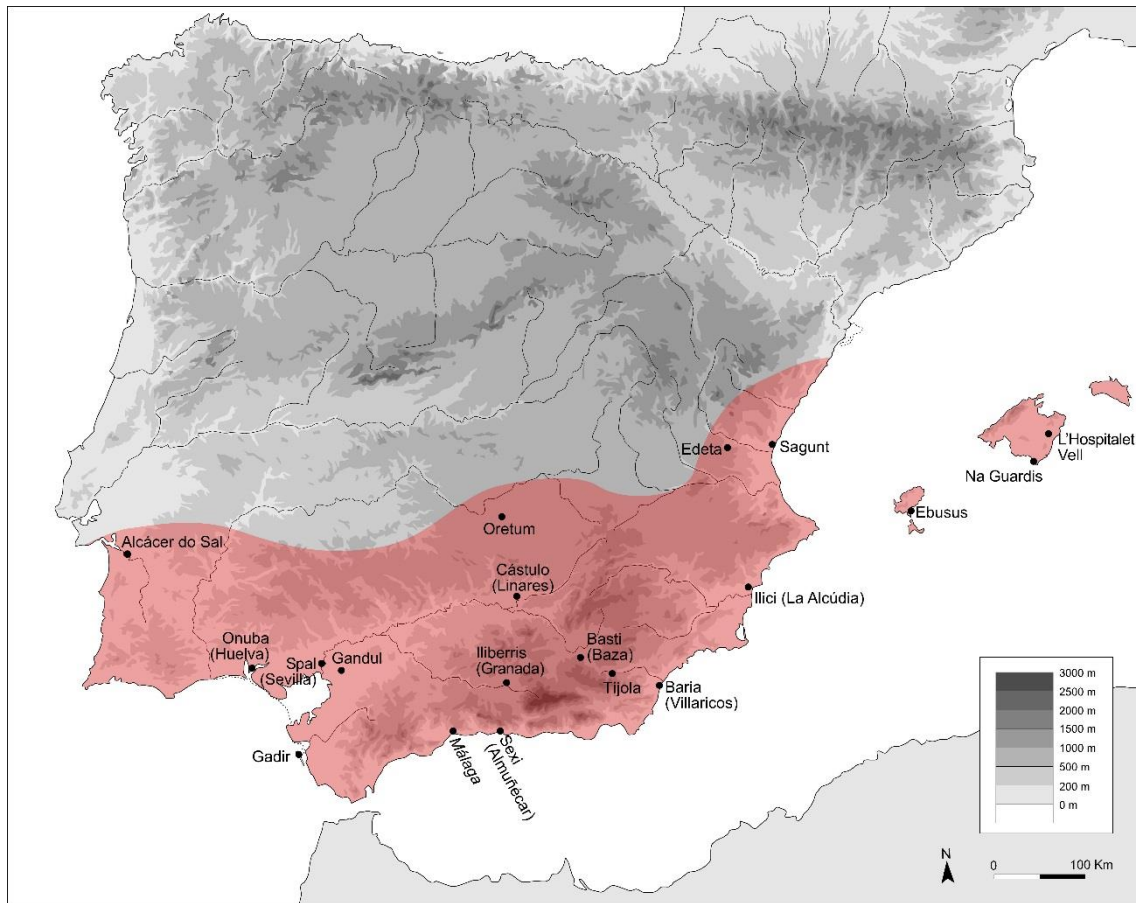 Edeta
Sagunt
L'Hospitalet
Vell
Na Guardis
Ebusus
Oretum
Alcácer do Sal
Cástulo
(Linares)
Ilici (La Alcúdia)
Onuba
(Huelva)
Spal
(Sevilla)
Gandul
Iliberris
(Granada)
Basti
(Baza)
Tíjola
Baria
(Villaricos)
Gadir
Málaga
Sexi
(Almuñécar)
3000 m
2500 m
2000 m
1500 m
1000 m
500 m
200 m
0 m
N
0 100 Km